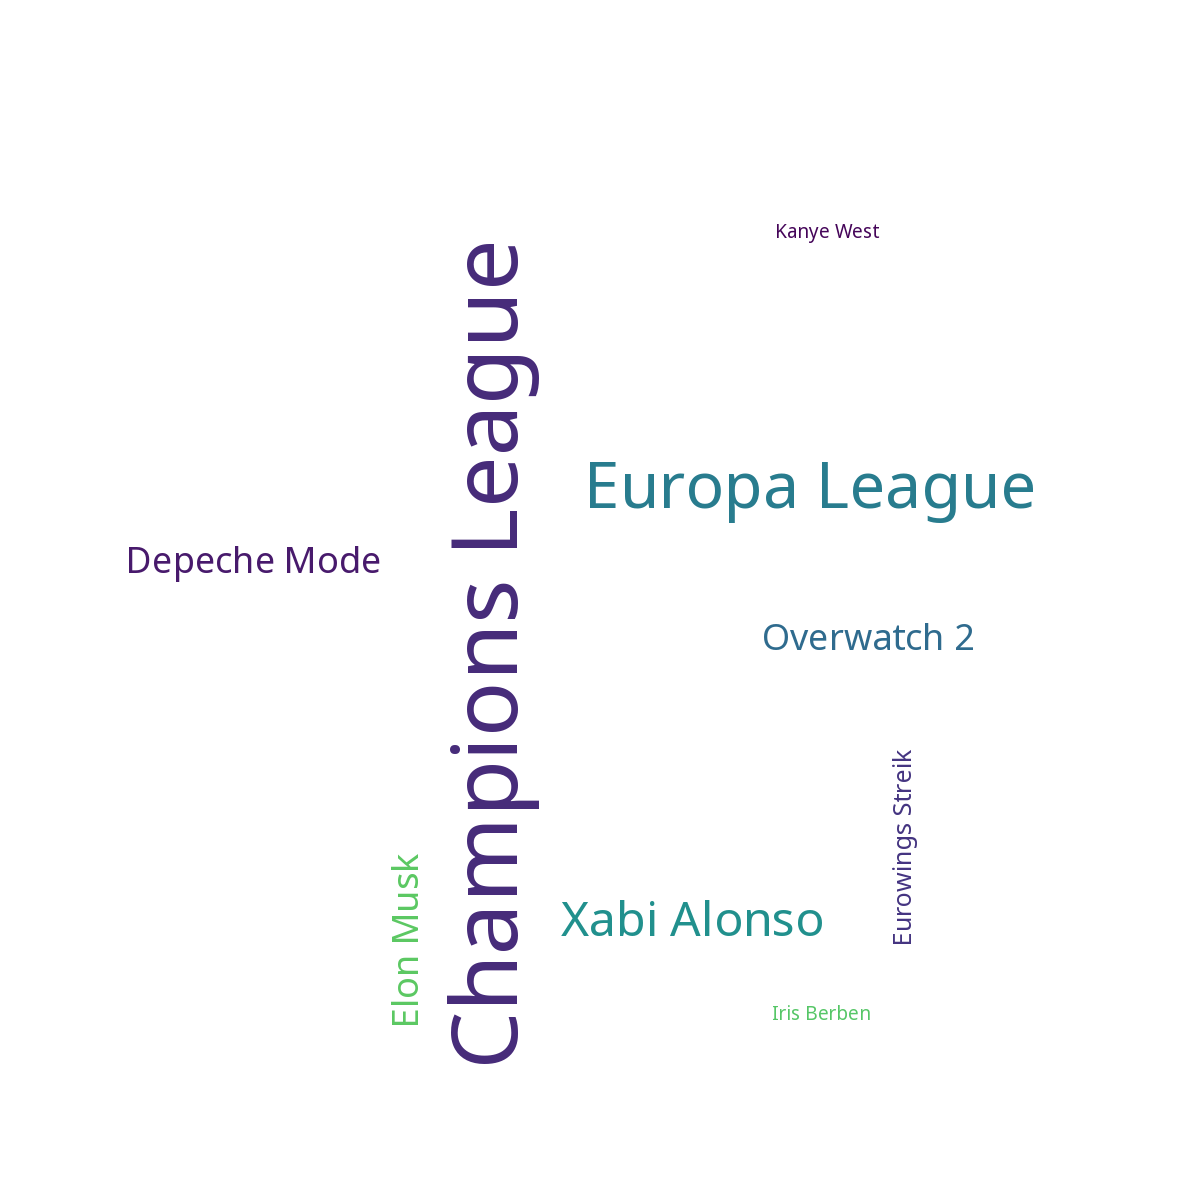 Kanye West
Champions League
Europa League
Depeche Mode
Overwatch 2
Eurowings Streik
Elon Musk
Xabi Alonso
Iris Berben